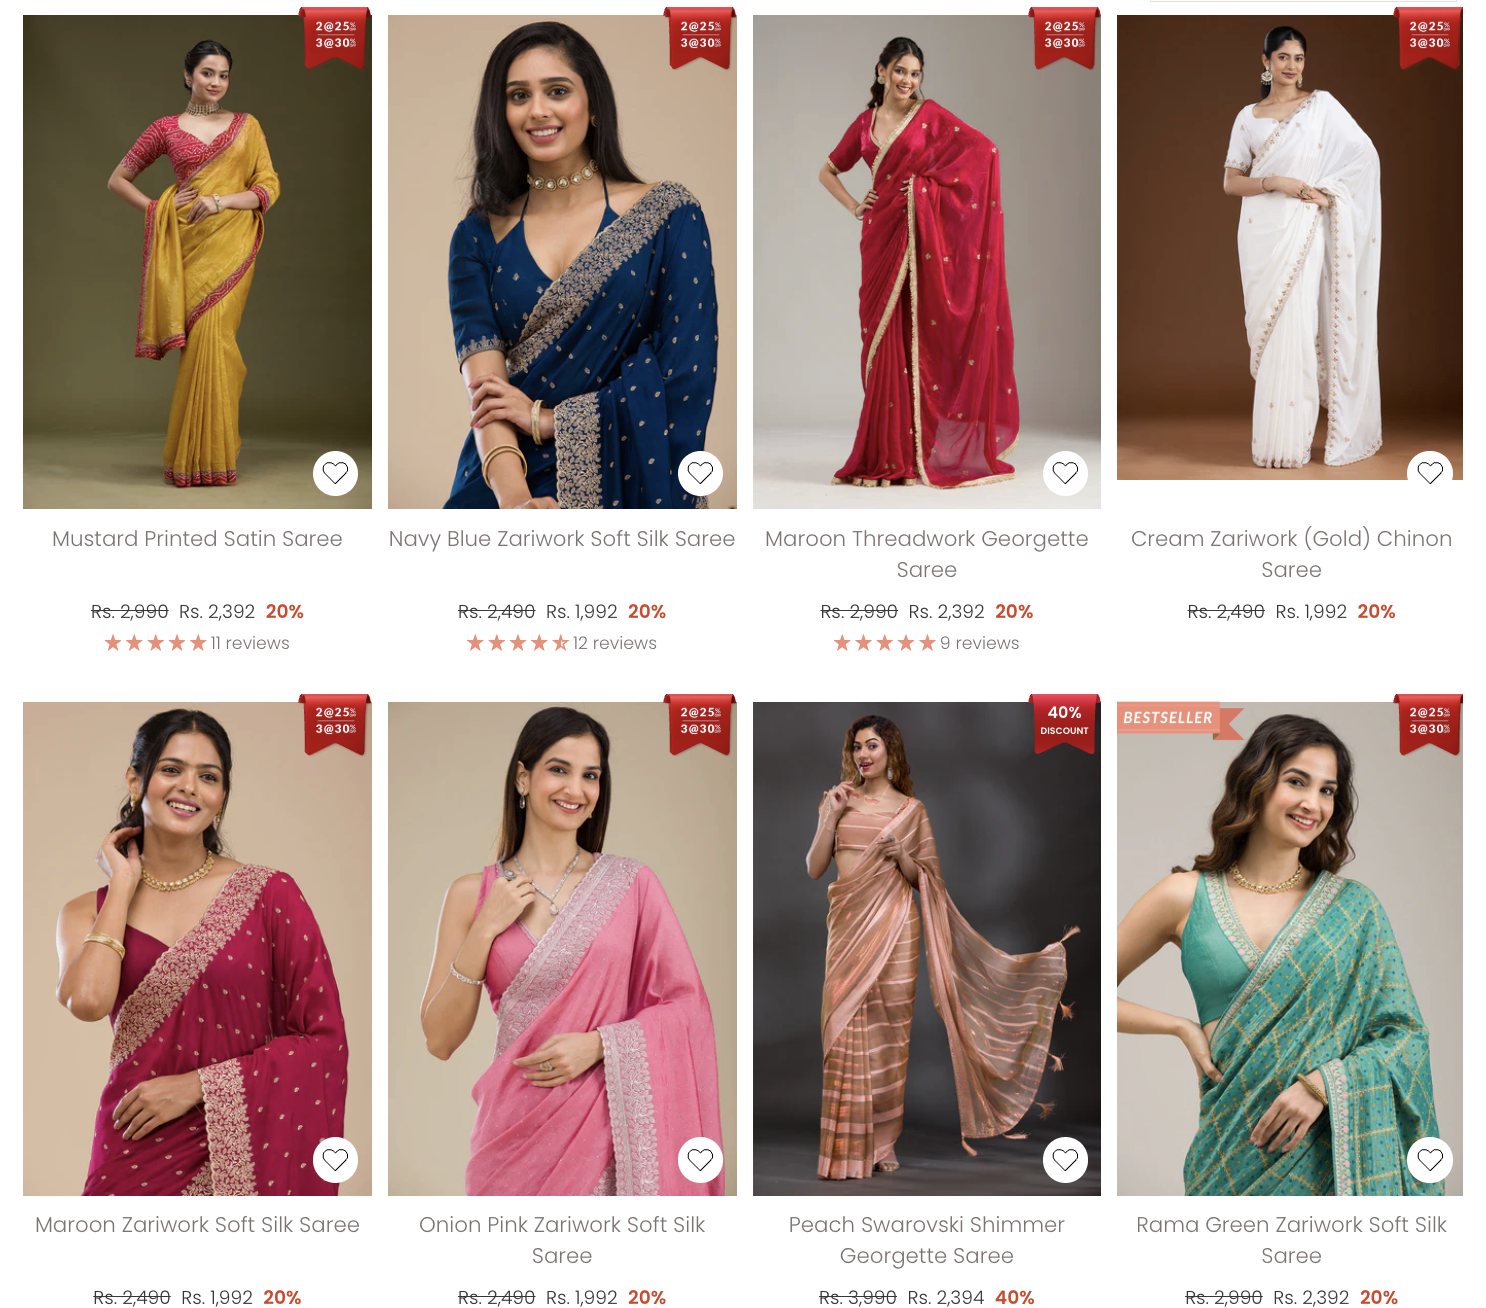 2@25%
3@30%
2@25%
3@30%
2@25%
3@30%
2@25%
3@30%
Mustard Printed Satin Saree
Rs. 2,990 Rs. 2,392 20%
11 reviews
Navy Blue Zariwork Soft Silk Saree
Rs. 2,490 Rs. 1,992 20%
12 reviews
Maroon Threadwork Georgette
Saree
Rs. 2,990 Rs. 2,392 20%
9 reviews
Cream Zariwork (Gold) Chinon
Saree
Rs. 2,490 Rs. 1,992 20%
2@25%
3@30%
2@25%
3@30%
40%
DISCOUNT
BESTSELLER
2@25%
3@30%
Maroon Zariwork Soft Silk Saree
Rs. 2,490 Rs. 1,992 20%
Onion Pink Zariwork Soft Silk
Saree
Rs. 2,490 Rs. 1,992 20%
Peach Swarovski Shimmer
Georgette Saree
Rs. 3,990 Rs. 2,394 40%
Rama Green Zariwork Soft Silk
Saree
Rs. 2,990 Rs. 2,392 20%